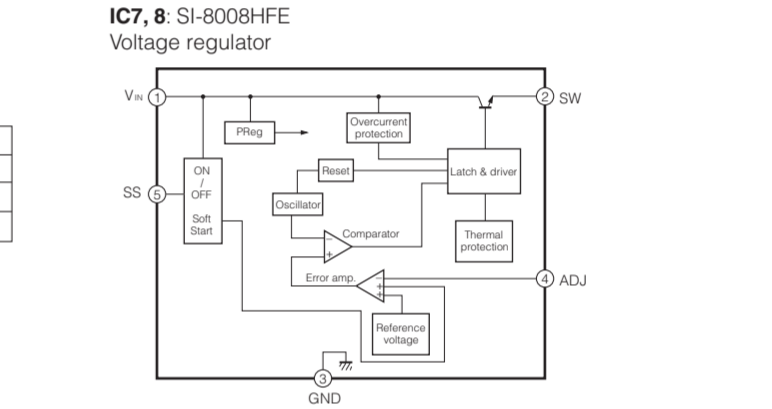 IC7, 8: SI-8008HFE
Voltage regulator
VIN 1
2 SW
PReg
Overcurrent
protection
ON
/
OFF
Soft
Start
Reset
Latch & driver
SS 5
Oscillator
Comparator
−
+
Thermal
protection
Error amp.
−
+
+
4 ADJ
Reference
voltage
3
GND